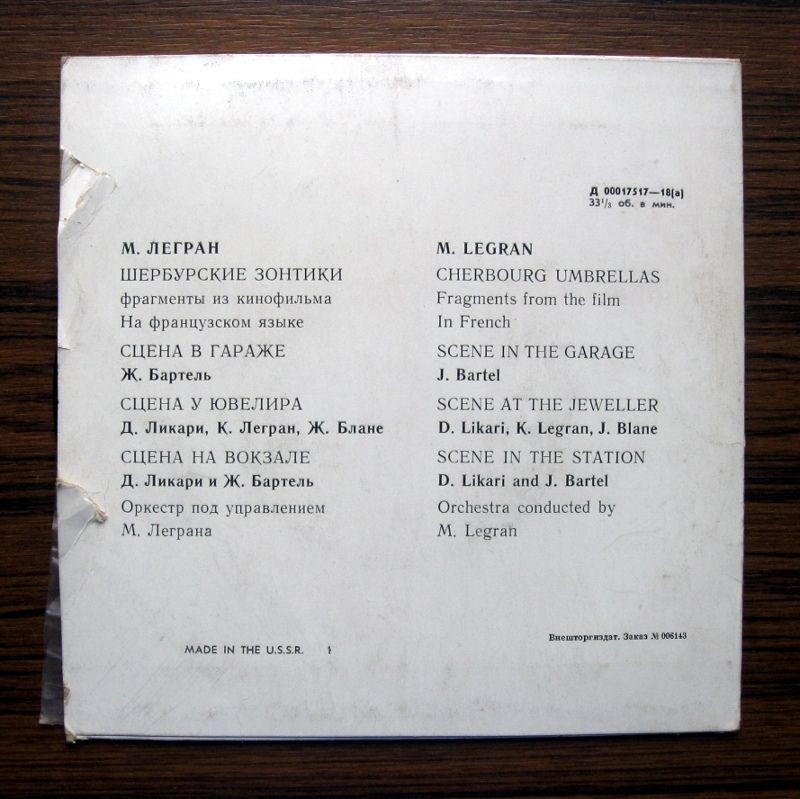 Д 00017517—18(а)
33⅓ об. в мин.
М. ЛЕГРАН
ШЕРБУРСКИЕ ЗОНТИКИ
фрагменты из кинофильма
На французском языке
СЦЕНА В ГАРАЖЕ
Ж. Бартель
СЦЕНА У ЮВЕЛИРА
Д. Ликари, К. Легран, Ж. Блане
СЦЕНА НА ВОКЗАЛЕ
Д. Ликари и Ж. Бартель
Оркестр под управлением
М. Леграна
M. LEGRAN
CHERBOURG UMBRELLAS
Fragments from the film
In French
SCENE IN THE GARAGE
J. Bartel
SCENE AT THE JEWELLER
D. Likari, K. Legran, J. Blane
SCENE IN THE STATION
D. Likari and J. Bartel
Orchestra conducted by
M. Legran
Внешторгиздат. Заказ № 006143
MADE IN THE U.S.S.R.